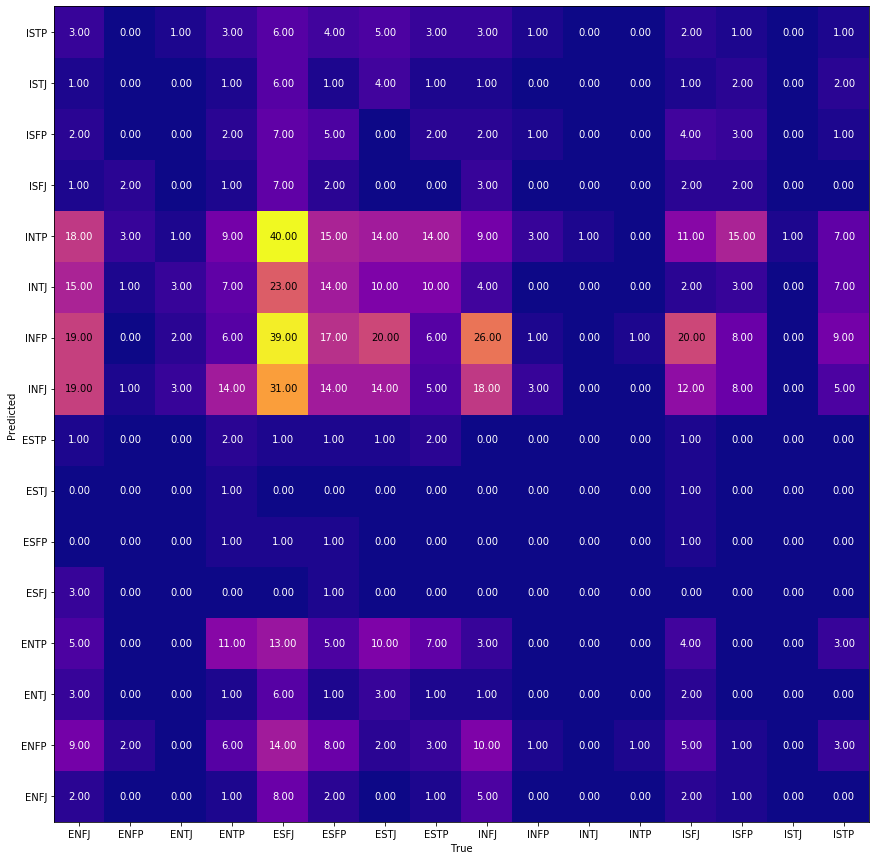 ISTP 3.00 0.00 1.00 3.00 6.00 4.00 5.00 3.00 3.00 1.00 0.00 0.00 2.00 1.00 0.00 1.00
ISTJ 1.00 0.00 0.00 1.00 6.00 1.00 4.00 1.00 1.00 0.00 0.00 0.00 1.00 2.00 0.00 2.00
ISFP 2.00 0.00 0.00 2.00 7.00 5.00 0.00 2.00 2.00 1.00 0.00 0.00 4.00 3.00 0.00 1.00
ISFJ 1.00 2.00 0.00 1.00 7.00 2.00 0.00 0.00 3.00 0.00 0.00 0.00 2.00 2.00 0.00 0.00
INTP 18.00 3.00 1.00 9.00 40.00 15.00 14.00 14.00 9.00 3.00 1.00 0.00 11.00 15.00 1.00 7.00
INTJ 15.00 1.00 3.00 7.00 23.00 14.00 10.00 10.00 4.00 0.00 0.00 0.00 2.00 3.00 0.00 7.00
INFP 19.00 0.00 2.00 6.00 39.00 17.00 20.00 6.00 26.00 1.00 0.00 1.00 20.00 8.00 0.00 9.00
INFJ 19.00 1.00 3.00 14.00 31.00 14.00 14.00 5.00 18.00 3.00 0.00 0.00 12.00 8.00 0.00 5.00
Predicted
ESTP 1.00 0.00 0.00 2.00 1.00 1.00 1.00 2.00 0.00 0.00 0.00 0.00 1.00 0.00 0.00 0.00
ESTJ 0.00 0.00 0.00 1.00 0.00 0.00 0.00 0.00 0.00 0.00 0.00 0.00 1.00 0.00 0.00 0.00
ESFP 0.00 0.00 0.00 1.00 1.00 1.00 0.00 0.00 0.00 0.00 0.00 0.00 1.00 0.00 0.00 0.00
ESFJ 3.00 0.00 0.00 0.00 0.00 1.00 0.00 0.00 0.00 0.00 0.00 0.00 0.00 0.00 0.00 0.00
ENTP 5.00 0.00 0.00 11.00 13.00 5.00 10.00 7.00 3.00 0.00 0.00 0.00 4.00 0.00 0.00 3.00
ENTJ 3.00 0.00 0.00 1.00 6.00 1.00 3.00 1.00 1.00 0.00 0.00 0.00 2.00 0.00 0.00 0.00
ENFP 9.00 2.00 0.00 6.00 14.00 8.00 2.00 3.00 10.00 1.00 0.00 1.00 5.00 1.00 0.00 3.00
ENFJ 2.00 0.00 0.00 1.00 8.00 2.00 0.00 1.00 5.00 0.00 0.00 0.00 2.00 1.00 0.00 0.00
ENFJ ENFP ENTJ ENTP ESFJ ESFP ESTJ ESTP INFJ INFP INTJ INTP ISFJ ISFP ISTJ ISTP
True